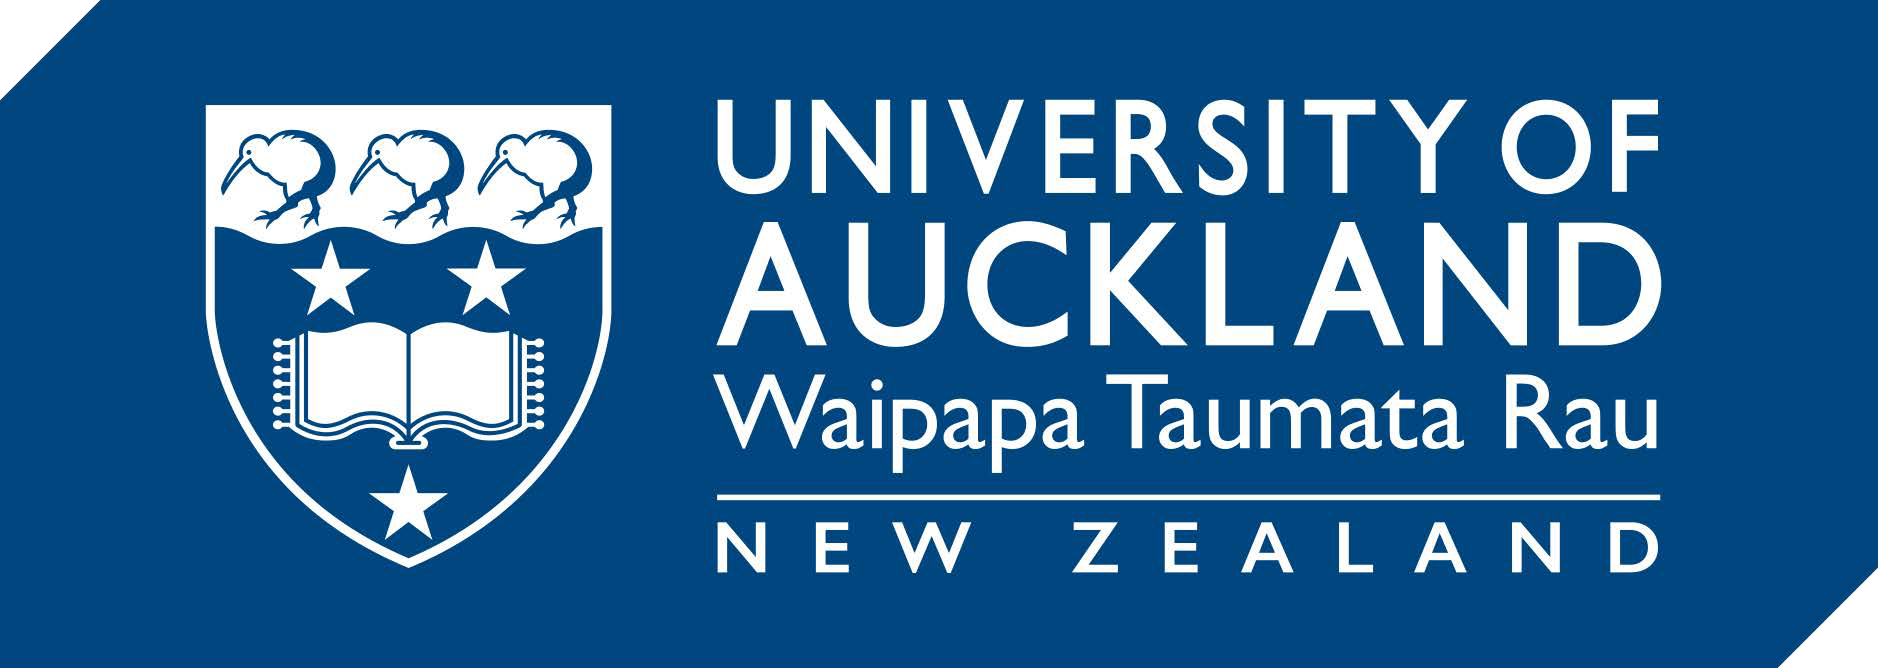 UNIVERSITY OF
AUCKLAND
Waipapa Taumata Rau
NEW ZEALAND